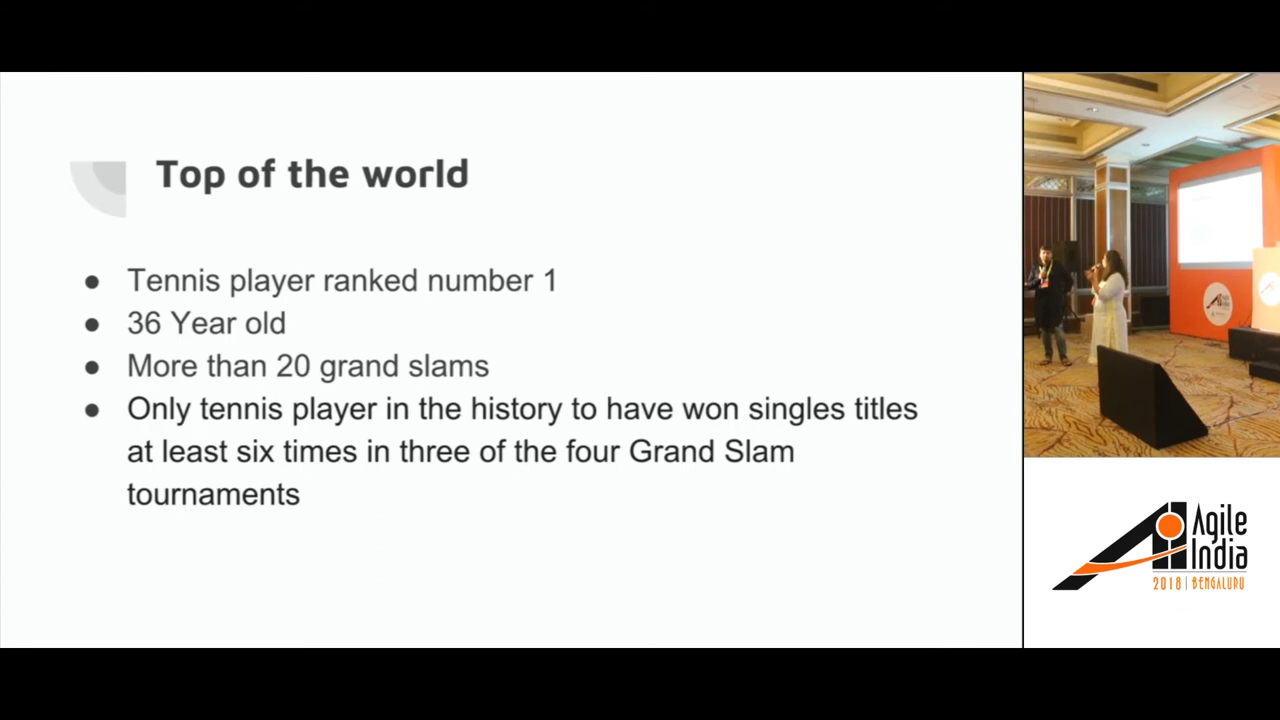 Top of the world
● Tennis player ranked number 1
● 36 Year old
● More than 20 grand slams
● Only tennis player in the history to have won singles titles
at least six times in three of the four Grand Slam
tournaments
Agile
India
2018 | BENGALURU